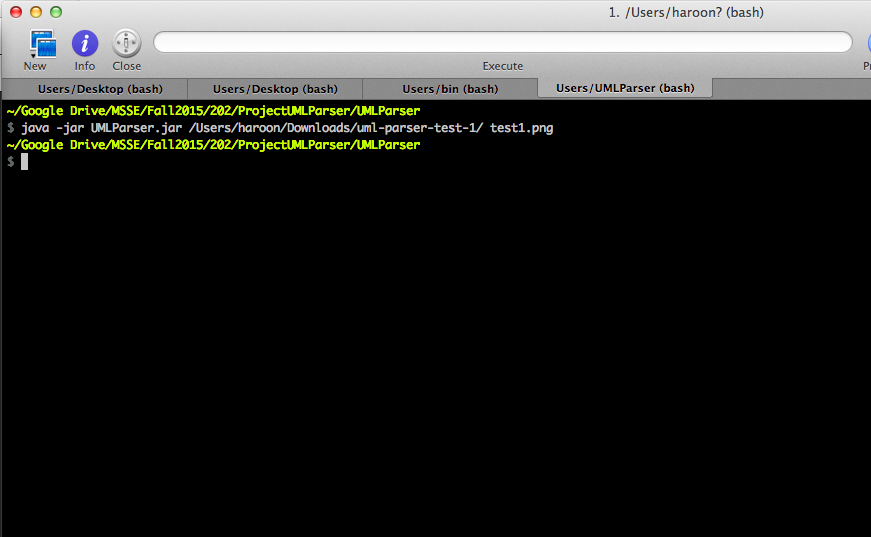 1. /Users/haroon? (bash)
New Info Close Execute
Users/Desktop (bash) Users/Desktop (bash) Users/bin (bash) Users/UMLParser (bash)
~/Google Drive/MSSE/Fall2015/202/ProjectUMLParser/UMLParser
$ java -jar UMLParser.jar /Users/haroon/Downloads/uml-parser-test-1/ test1.png
~/Google Drive/MSSE/Fall2015/202/ProjectUMLParser/UMLParser
$